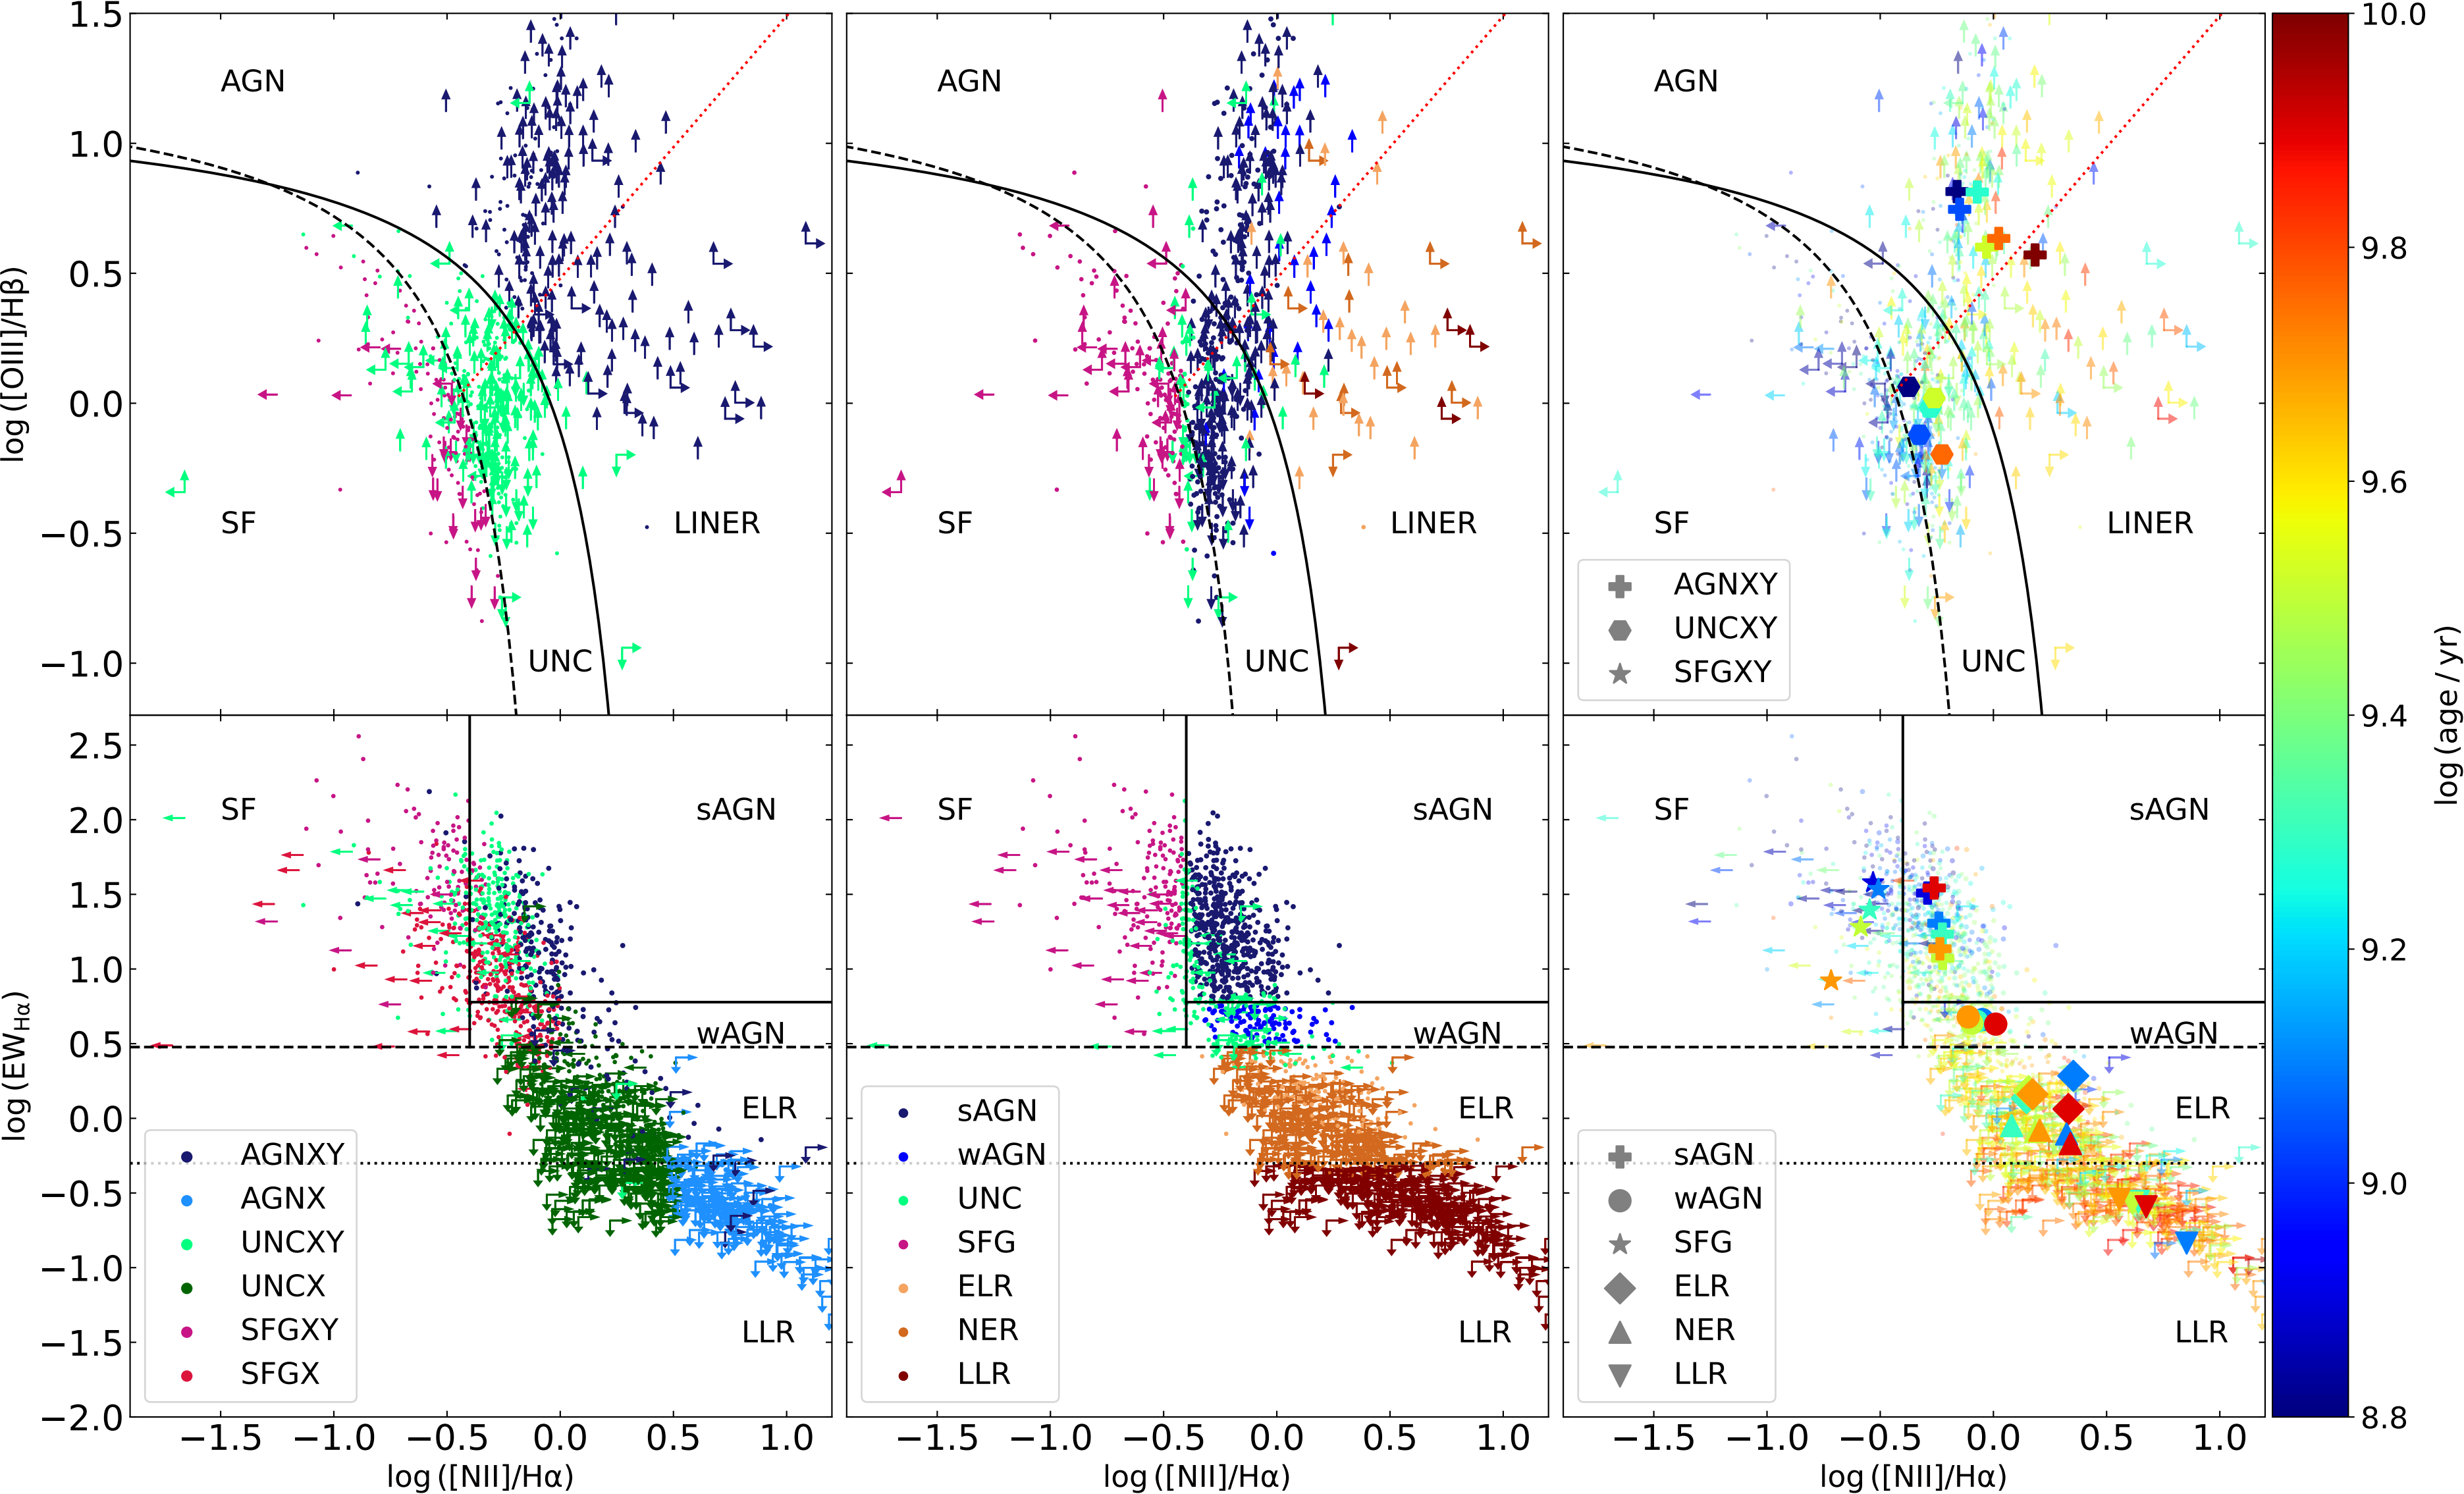 1.5
1.0
0.5
0.0
−0.5
−1.0
log ([OIII]/Hβ)
AGN
SF
LINER
UNC
AGN
SF
LINER
UNC
AGN
SF
LINER
UNC
AGNXY
UNCXY
SFGXY
2.5
2.0
1.5
1.0
0.5
0.0
−0.5
−1.0
−1.5
−2.0
log (EWHα)
SF
sAGN
wAGN
ELR
LLR
AGNXY
AGNX
UNCXY
UNCX
SFGXY
SFGX
−1.5 −1.0 −0.5 0.0 0.5 1.0
log ([NII]/Hα)
SF
sAGN
wAGN
ELR
LLR
sAGN
wAGN
UNC
SFG
ELR
NER
LLR
−1.5 −1.0 −0.5 0.0 0.5 1.0
log ([NII]/Hα)
SF
sAGN
wAGN
ELR
LLR
sAGN
wAGN
SFG
ELR
NER
LLR
−1.5 −1.0 −0.5 0.0 0.5 1.0
log ([NII]/Hα)
10.0
9.8
9.6
9.4
9.2
9.0
8.8
log (age / yr)